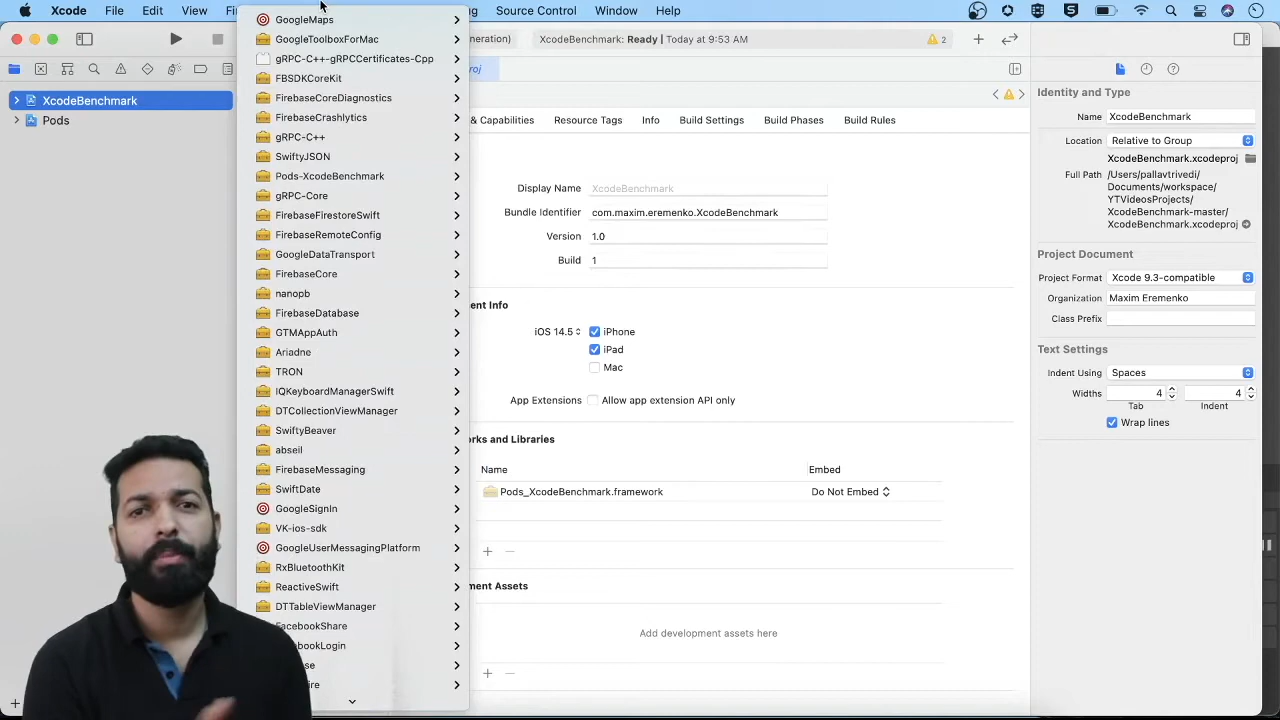 Xcode File Edit View Find Source Control Window Help
XcodeBenchmark: Ready | Today at 9:53 AM
2
XcodeBenchmark
Pods
GoogleMaps
GoogleToolboxForMac
gRPC-C++-gRPCCertificates-Cpp
FBSDKCoreKit
FirebaseCoreDiagnostics
FirebaseCrashlytics
gRPC-C++
SwiftyJSON
Pods-XcodeBenchmark
gRPC-Core
FirebaseFirestoreSwift
FirebaseRemoteConfig
GoogleDataTransport
FirebaseCore
nanopb
FirebaseDatabase
GTMAppAuth
Ariadne
TRON
IQKeyboardManagerSwift
DTCollectionViewManager
SwiftyBeaver
abseil
FirebaseMessaging
SwiftDate
GoogleSignIn
VK-ios-sdk
GoogleUserMessagingPlatform
RxBluetoothKit
ReactiveSwift
DTTableViewManager
FacebookShare
& Capabilities Resource Tags Info Build Settings Build Phases Build Rules
Display Name XcodeBenchmark
Bundle Identifier com.maxim.eremenko.XcodeBenchmark
Version 1.0
Build 1
Info
iOS 14.5 iPhone
iPad
Mac
App Extensions Allow app extension API only
and Libraries
Name Embed
Pods_XcodeBenchmark.framework Do Not Embed
Assets
Add development assets here
Identity and Type
Name XcodeBenchmark
Location Relative to Group
XcodeBenchmark.xcodeproj
Full Path /Users/pallavtrivedi/
Documents/workspace/
YTVideosProjects/
XcodeBenchmark-master/
XcodeBenchmark.xcodeproj
Project Document
Project Format Xcode 9.3-compatible
Organization Maxim Eremenko
Class Prefix
Text Settings
Indent Using Spaces
Widths 4 4
Tab Indent
Wrap lines